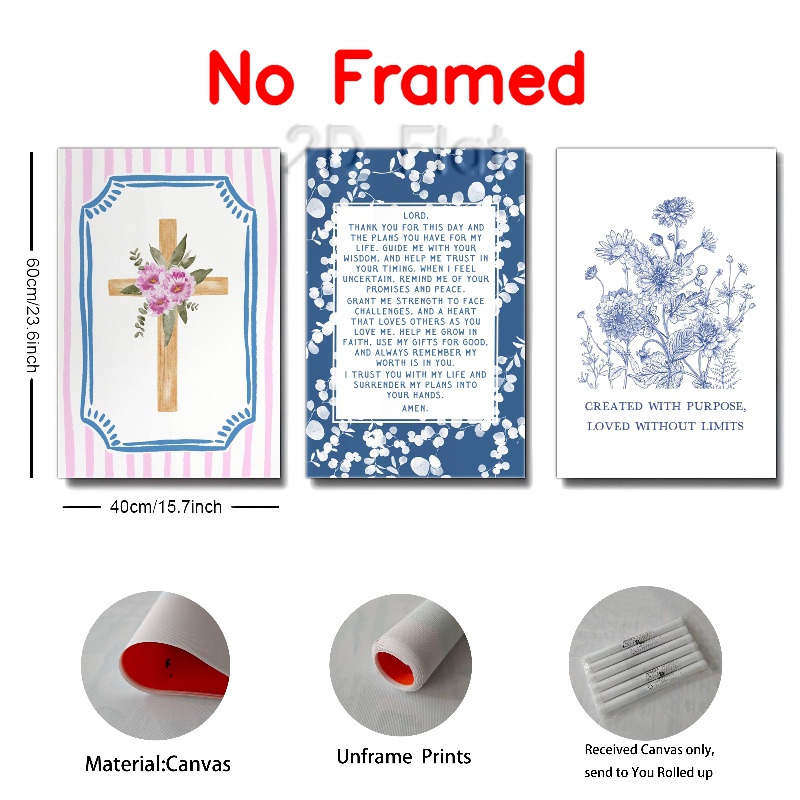 No Framed
2D Flat
60cm/23.6inch
40cm/15.7inch
LORD,
THANK YOU FOR THIS DAY AND
THE PLANS YOU HAVE FOR MY
LIFE. GUIDE ME WITH YOUR
WISDOM, AND HELP ME TRUST IN
YOUR TIMING. WHEN I FEEL
UNCERTAIN, REMIND ME OF YOUR
PROMISES AND PEACE.
GRANT ME STRENGTH TO FACE
CHALLENGES, AND A HEART
THAT LOVES OTHERS AS YOU
LOVE ME. HELP ME GROW IN
FAITH, USE MY GIFTS FOR GOOD,
AND ALWAYS REMEMBER MY
WORTH IS IN YOU.
I TRUST YOU WITH MY LIFE AND
SURRENDER MY PLANS INTO
YOUR HANDS.
AMEN.
CREATED WITH PURPOSE,
LOVED WITHOUT LIMITS
Material:Canvas
Unframe Prints
Received Canvas only,
send to You Rolled up